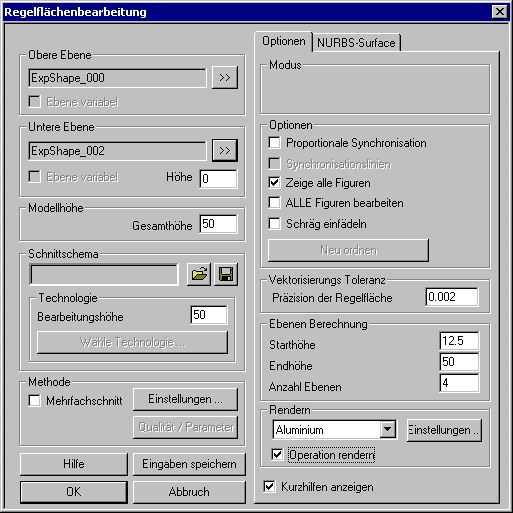 Regelflächenbearbeitung
Obere Ebene
ExpShape_000
>>
Ebene variabel
Untere Ebene
ExpShape_002
>>
Ebene variabel
Höhe
0
Modellhöhe
Gesamthöhe
50
Schnittschema
Technologie
Bearbeitungshöhe
50
Wähle Technologie ...
Methode
Mehrfachschnitt
Einstellungen ...
Qualität / Parameter
Hilfe
Eingaben speichern
OK
Abbruch
Optionen
NURBS-Surface
Modus
Optionen
Proportionale Synchronisation
Synchronisationslinien
Zeige alle Figuren
ALLE Figuren bearbeiten
Schräg einfädeln
Neu ordnen
Vektorisierungs Toleranz
Präzision der Regelfläche
0.002
Ebenen Berechnung
Starthöhe
12.5
Endhöhe
50
Anzahl Ebenen
4
Rendern
Aluminium
Einstellungen ..
Operation rendern
Kurzhilfen anzeigen